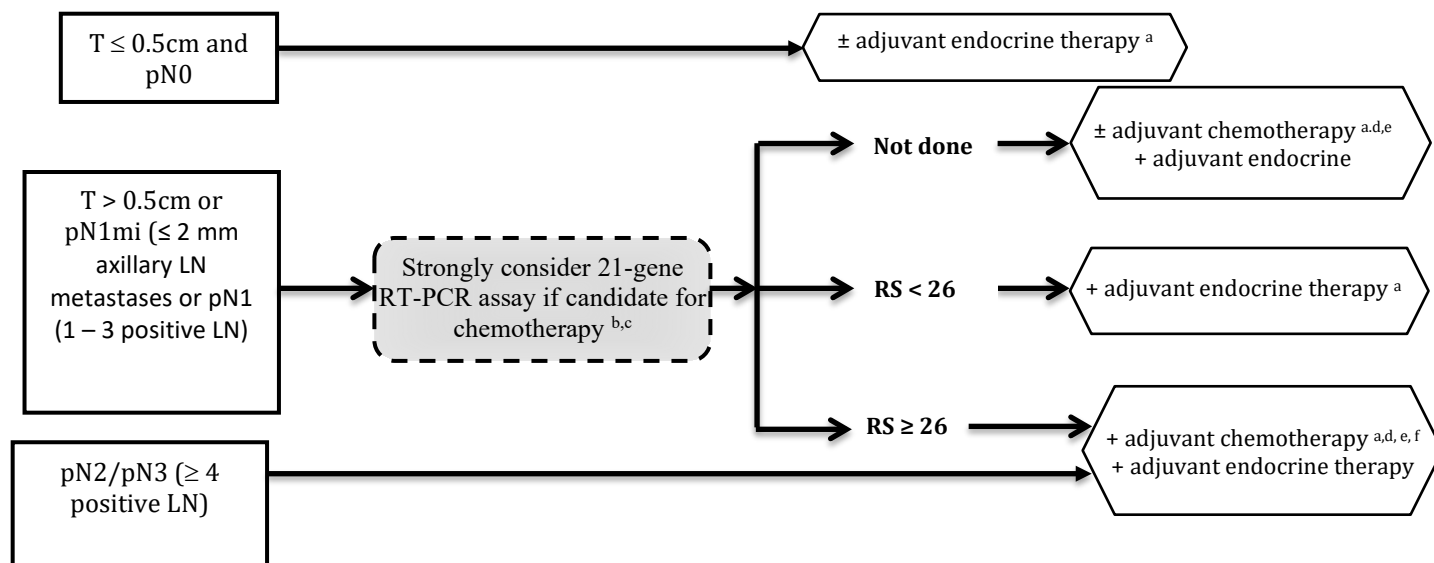 T ≤ 0.5cm and
pN0
± adjuvant endocrine therapy a
T > 0.5cm or
pN1mi (≤ 2 mm
axillary LN
metastases or pN1
(1 – 3 positive LN)
Strongly consider 21-gene
RT-PCR assay if candidate for
chemotherapy b,c
Not done
± adjuvant chemotherapy a.d,e
+ adjuvant endocrine
RS < 26
+ adjuvant endocrine therapy a
RS ≥ 26
+ adjuvant chemotherapy a,d, e, f
+ adjuvant endocrine therapy
pN2/pN3 (≥ 4
positive LN)